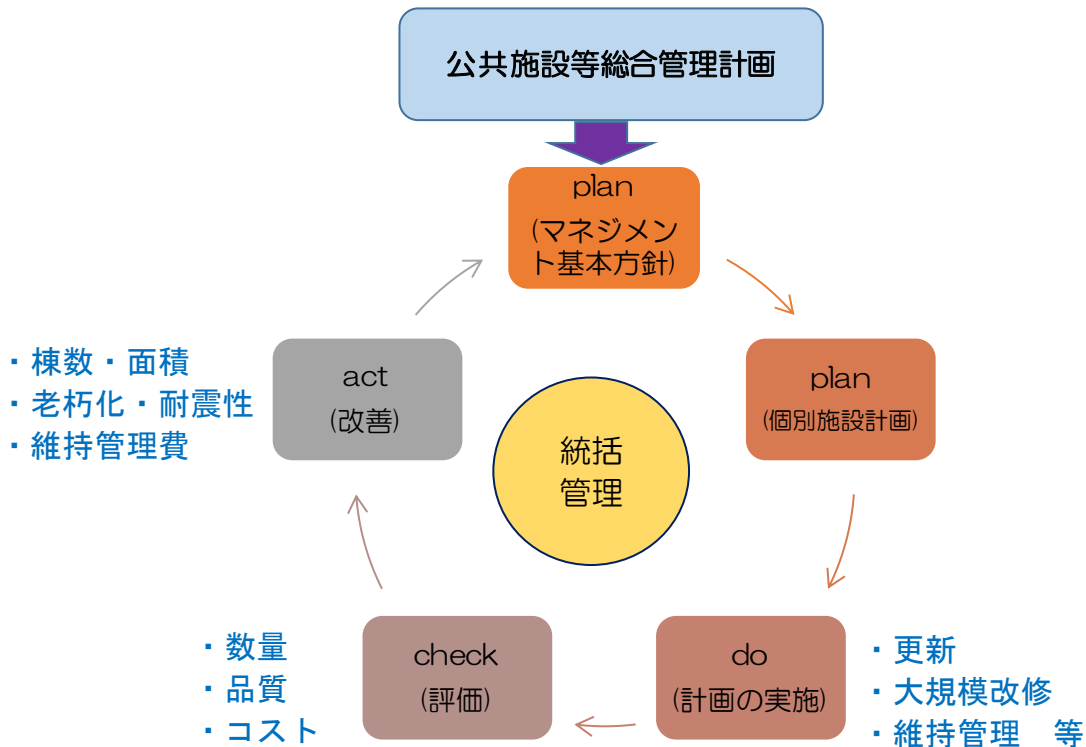 公共施設等総合管理計画
plan
(マネジメン
ト基本方針)
plan
(個別施設計画)
do
(計画の実施)
・更新
・大規模改修
・維持管理　等
check
(評価)
・数量
・品質
・コスト
act
(改善)
・棟数・面積
・老朽化・耐震性
・維持管理費
統括
管理